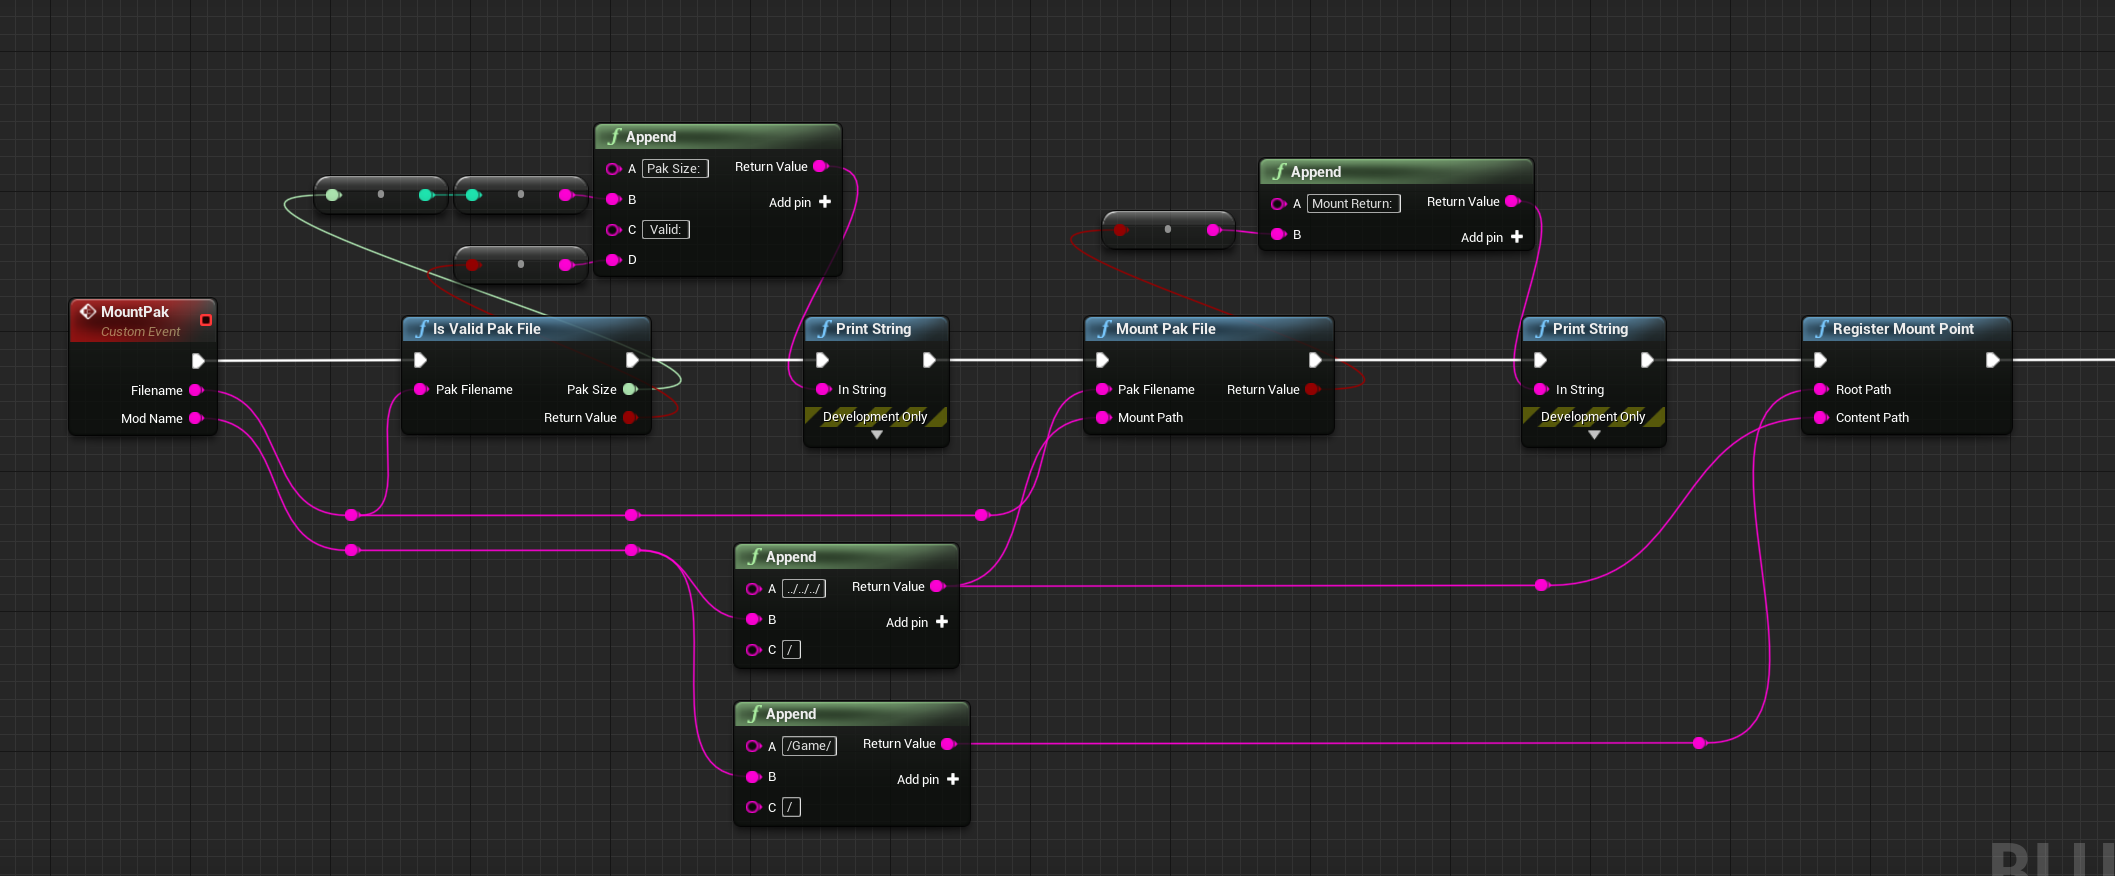 Append
A Pak Size: Return Value
B Add pin
C Valid:
D
Append
A Mount Return: Return Value
B Add pin
MountPak
Custom Event
Filename
Mod Name
Is Valid Pak File
Pak Filename Pak Size
Return Value
Print String
In String
Development Only
Mount Pak File
Pak Filename Return Value
Mount Path
Print String
In String
Development Only
Register Mount Point
Root Path
Content Path
Append
A ../../../ Return Value
B Add pin
C /
Append
A /Game/ Return Value
B Add pin
C /